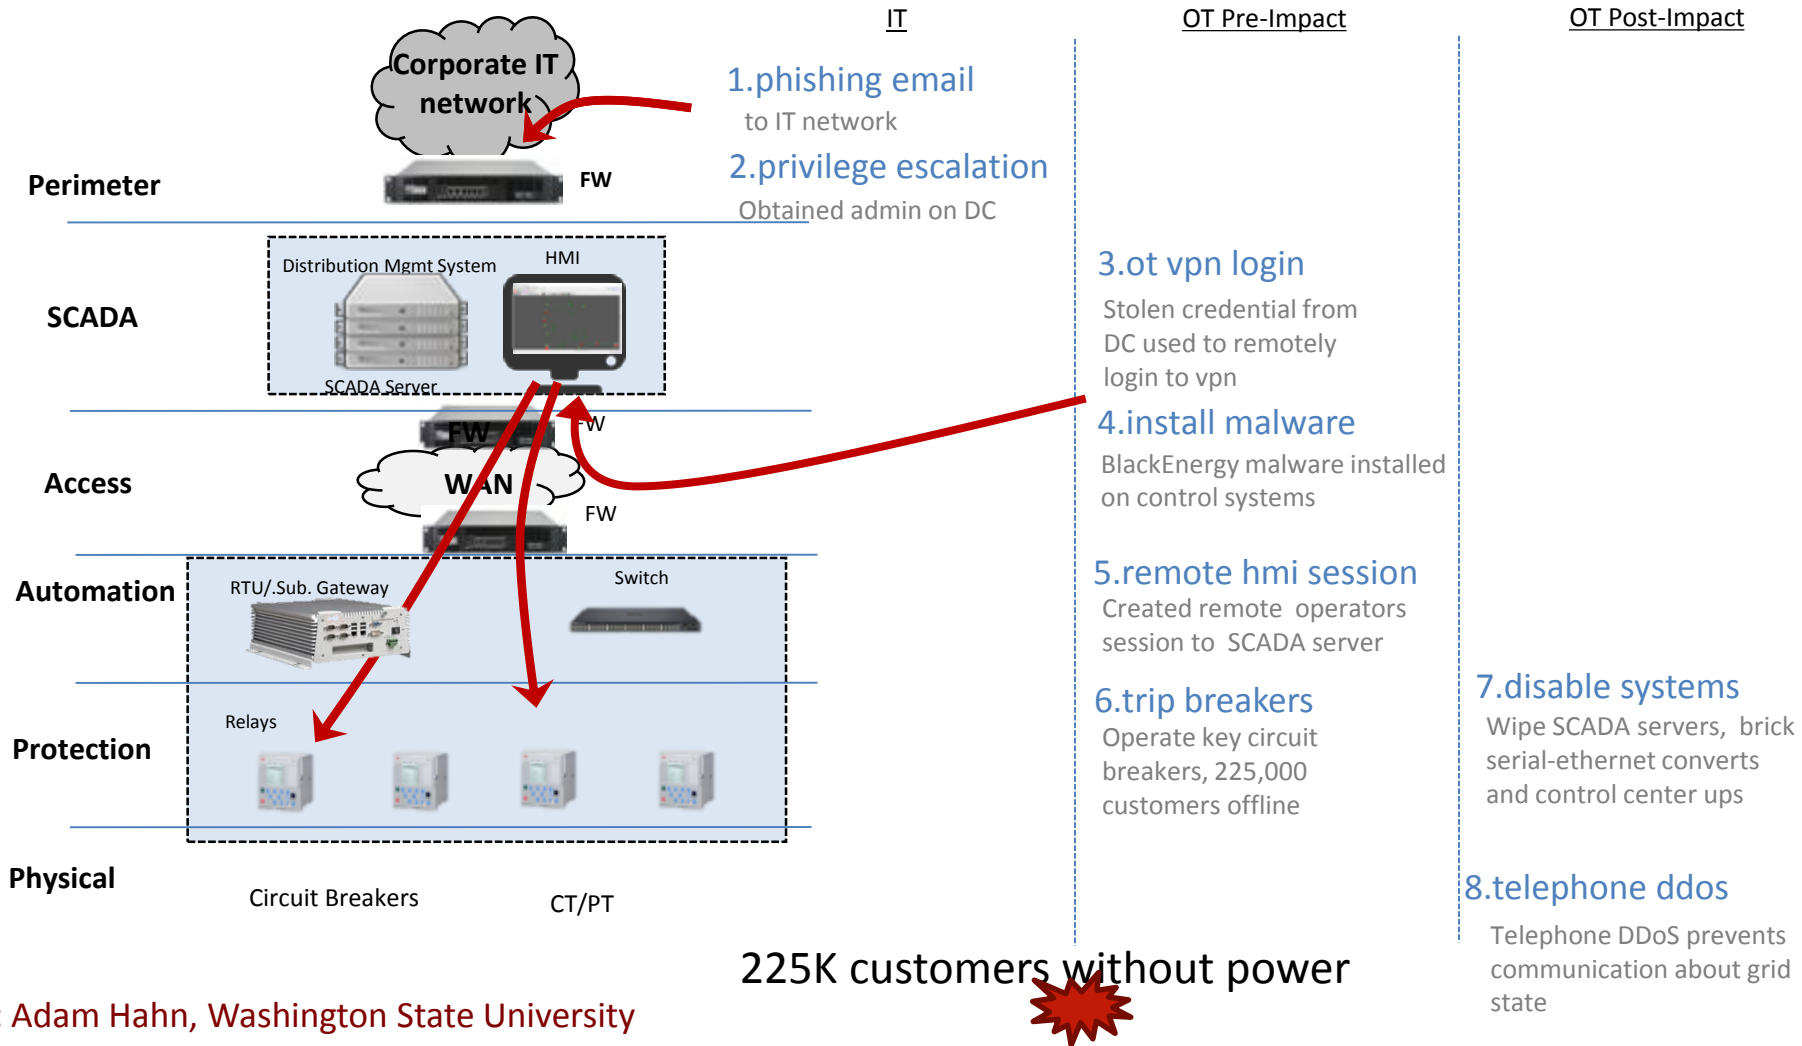 IT
OT Pre-Impact
OT Post-Impact
Corporate IT
network
FW
Perimeter
1.phishing email
to IT network
2.privilege escalation
Obtained admin on DC
Distribution Mgmt System
HMI
SCADA
SCADA Server
3.ot vpn login
Stolen credential from
DC used to remotely
login to vpn
FW
FW
WAN
Access
FW
4.install malware
BlackEnergy malware installed
on control systems
Automation
RTU/.Sub. Gateway
Switch
5.remote hmi session
Created remote operators
session to SCADA server
Relays
Protection
6.trip breakers
Operate key circuit
breakers, 225,000
customers offline
7.disable systems
Wipe SCADA servers, brick
serial-ethernet converts
and control center ups
Physical
Circuit Breakers
CT/PT
8.telephone ddos
Telephone DDoS prevents
communication about grid
state
225K customers without power
: Adam Hahn, Washington State University